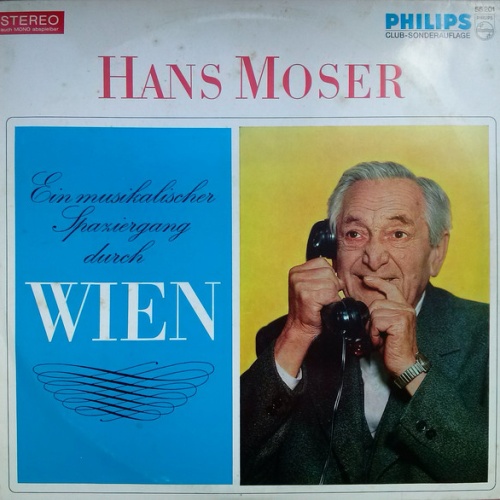 STEREO
auch MONO abspielbar
PHILIPS
CLUB-SONDERAUFLAGE
HANS MOSER
Ein musikalischer
Spaziergang
durch
WIEN